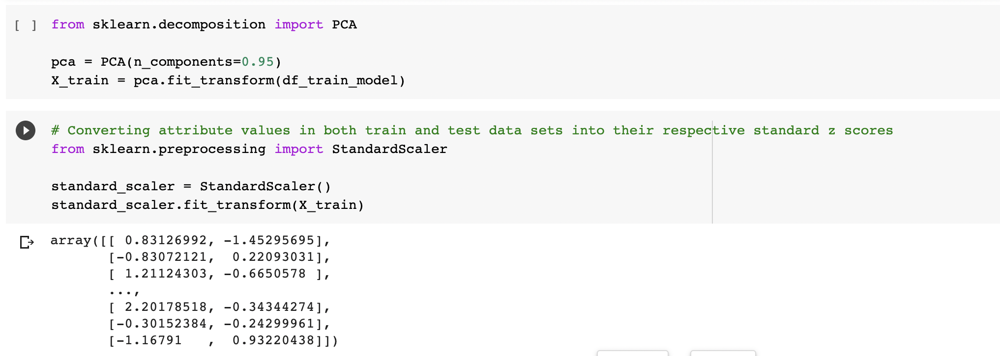 [ ] from sklearn.decomposition import PCA
pca = PCA(n_components=0.95)
X_train = pca.fit_transform(df_train_model)
# Converting attribute values in both train and test data sets into their respective standard z scores
from sklearn.preprocessing import StandardScaler
standard_scaler = StandardScaler()
standard_scaler.fit_transform(X_train)
array([[ 0.83126992, -1.45295695],
[-0.83072121,  0.22093031],
[ 1.21124303, -0.6650578 ],
...,
[ 2.20178518, -0.34344274],
[-0.30152384, -0.24299961],
[-1.16791   ,  0.93220438]])